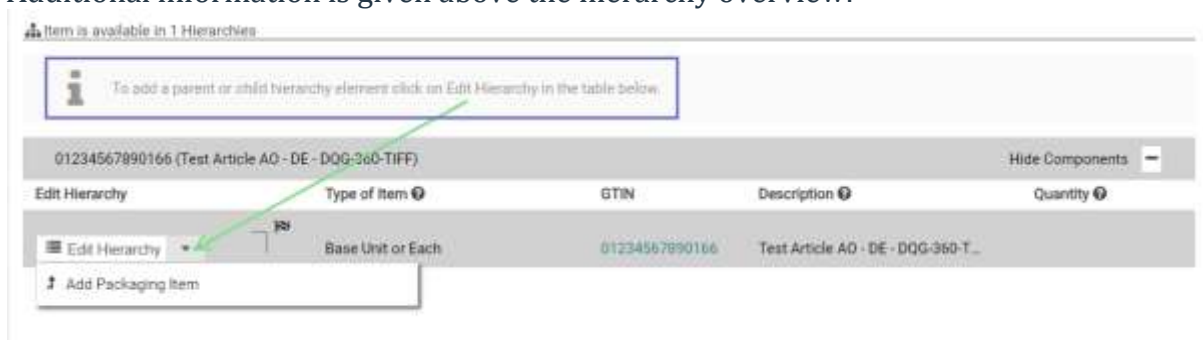 Additional information is given above the hierarchy overview:
Item is available in 1 Hierarchies
To add a parent or child hierarchy element click on Edit Hierarchy in the table below.
01234567890166 (Test Article AO - DE - DQG-360-TIFF) Hide Components
Edit Hierarchy Type of Item GTIN Description Quantity
Edit Hierarchy Base Unit or Each 01234567890166 Test Article AO - DE - DQG-360-T...
Add Packaging Item